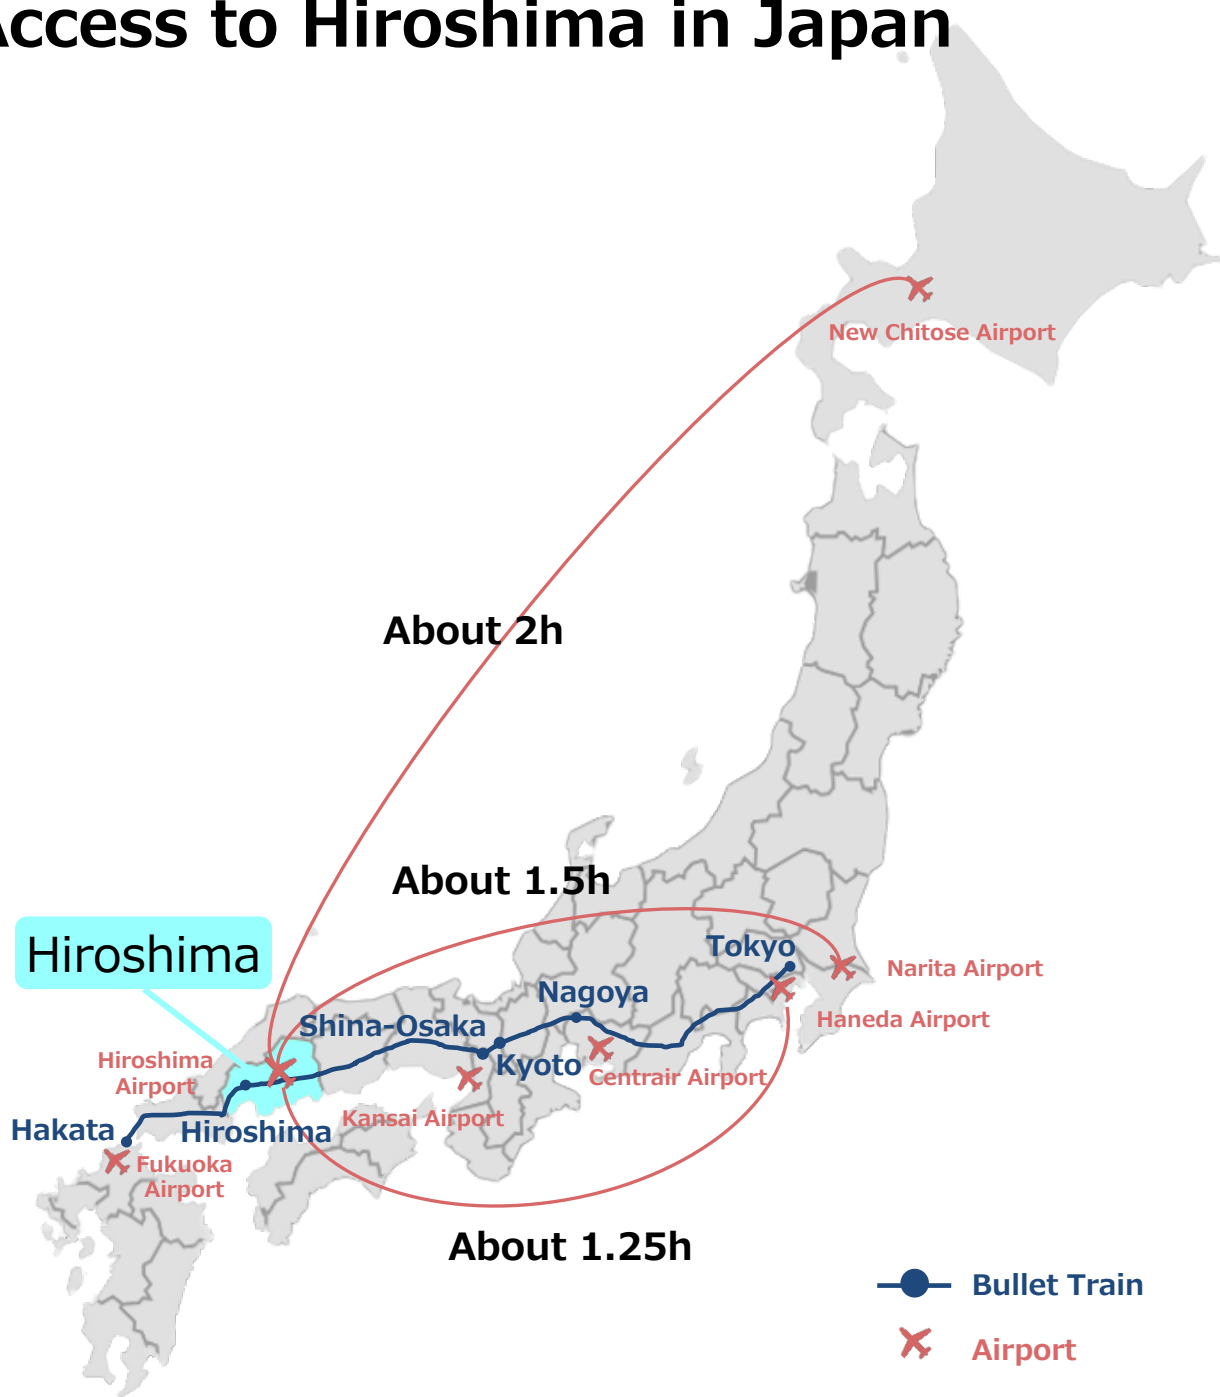 Access to Hiroshima in Japan
New Chitose Airport
About 2h
About 1.5h
Hiroshima
Tokyo
Narita Airport
Nagoya
Haneda Airport
Shina-Osaka
Kyoto
Centrair Airport
Hiroshima
Airport
Kansai Airport
Hakata
Hiroshima
Fukuoka
Airport
About 1.25h
Bullet Train
Airport